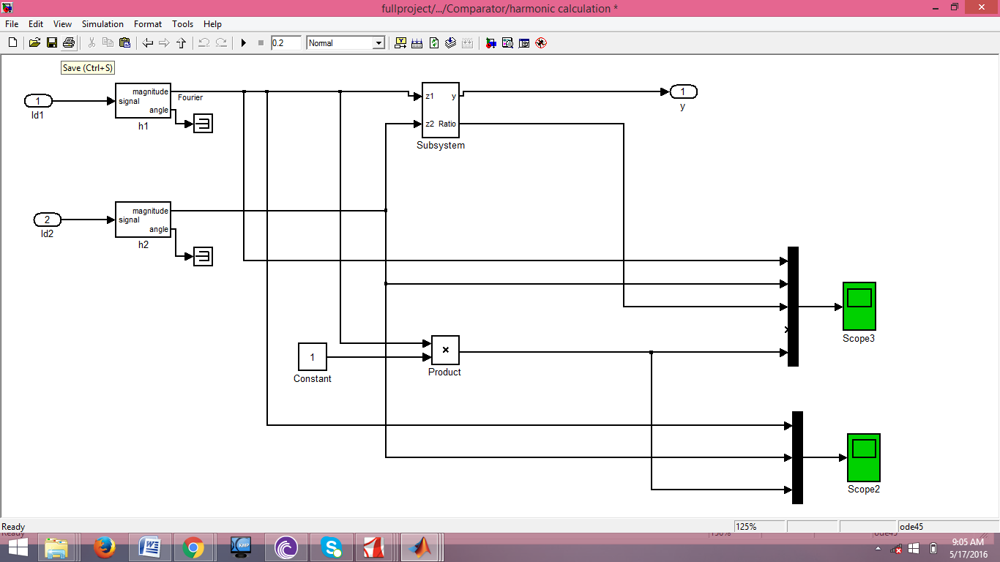 fullproject/.../Comparator/harmonic calculation *
File Edit View Simulation Format Tools Help
0.2 Normal
Save (Ctrl+S)
1
Id1
magnitude
signal
angle
h1
Fourier
z1 y
z2 Ratio
Subsystem
1
y
2
Id2
magnitude
signal
angle
h2
Scope3
1
Constant
×
Product
Scope2
Ready 125% ode45
Ready 150% ode45
KMP
9:05 AM
5/17/2016